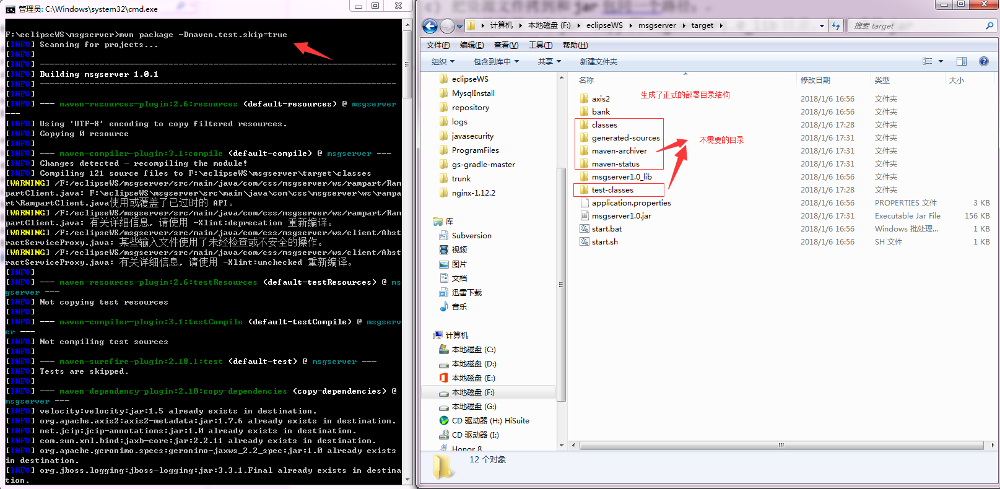 管理员: C:\Windows\system32\cmd.exe
F:\eclipseWS\msgserver>mvn package -Dmaven.test.skip=true
[INFO] Scanning for projects...
[INFO]
[INFO] ------------------------------------------------------------------------
[INFO] Building msgserver 1.0.1
[INFO] ------------------------------------------------------------------------
[INFO]
[INFO] --- maven-resources-plugin:2.6:resources (default-resources) @ msgserver
---
[INFO] Using 'UTF-8' encoding to copy filtered resources.
[INFO] Copying 0 resource
[INFO]
[INFO] --- maven-compiler-plugin:3.1:compile (default-compile) @ msgserver ---
[INFO] Changes detected - recompiling the module!
[INFO] Compiling 121 source files to F:\eclipseWS\msgserver\target\classes
[WARNING] /F:/eclipseWS/msgserver/src/main/java/com/css/msgserver/ws/rampart/Ram
partClient.java: F:\eclipseWS\msgserver\src\main\java\com\css\msgserver\ws\rampa
rt\RampartClient.java使用或覆盖了已过时的 API。
[WARNING] /F:/eclipseWS/msgserver/src/main/java/com/css/msgserver/ws/rampart/Ram
partClient.java: 有关详细信息, 请使用 -Xlint:deprecation 重新编译。
[WARNING] /F:/eclipseWS/msgserver/src/main/java/com/css/msgserver/ws/client/Abst
ractServiceProxy.java: 某些输入文件使用了未经检查或不安全的操作。
[WARNING] /F:/eclipseWS/msgserver/src/main/java/com/css/msgserver/ws/client/Abst
ractServiceProxy.java: 有关详细信息, 请使用 -Xlint:unchecked 重新编译。
[INFO]
[INFO] --- maven-resources-plugin:2.6:testResources (default-testResources) @ ms
gserver ---
[INFO] Not copying test resources
[INFO]
[INFO] --- maven-compiler-plugin:3.1:testCompile (default-testCompile) @ msgserv
er ---
[INFO] Not compiling test sources
[INFO]
[INFO] --- maven-surefire-plugin:2.18.1:test (default-test) @ msgserver ---
[INFO] Tests are skipped.
[INFO]
[INFO] --- maven-dependency-plugin:2.10:copy-dependencies (copy-dependencies) @
msgserver ---
[INFO] velocity:velocity:jar:1.5 already exists in destination.
[INFO] org.apache.axis2:axis2-metadata:jar:1.7.6 already exists in destination.
[INFO] net.jcip:jcip-annotations:jar:1.0 already exists in destination.
[INFO] com.sun.xml.bind:jaxb-core:jar:2.2.11 already exists in destination.
[INFO] org.apache.geronimo.specs:geronimo-jaxws_2.2_spec:jar:1.0 already exists
in destination.
[INFO] org.jboss.logging:jboss-logging:jar:3.3.1.Final already exists in destina
tion.
计算机 本地磁盘 (F:) eclipseWS msgserver target
搜索 target
文件(F) 编辑(E) 查看(V) 工具(T) 帮助(H)
组织 包含到库中 共享 新建文件夹
eclipseWS
MysqlInstall
repository
logs
javasecurity
ProgramFiles
gs-gradle-master
trunk
nginx-1.12.2
库
Subversion
视频
图片
文档
迅雷下载
音乐
计算机
本地磁盘 (C:)
本地磁盘 (D:)
本地磁盘 (E:)
本地磁盘 (F:)
本地磁盘 (G:)
CD 驱动器 (H:) HiSuite
CD 驱动器 (I:)
Honor 8
名称 修改日期 类型 大小
生成了正式的部署目录结构
axis2 2018/1/6 16:56 文件夹
bank 2018/1/6 16:56 文件夹
classes 2018/1/6 17:28 文件夹
generated-sources 2018/1/6 17:31 文件夹
不需要的目录
maven-archiver 2018/1/6 17:31 文件夹
maven-status 2018/1/6 17:31 文件夹
msgserver1.0_lib 2018/1/6 16:56 文件夹
test-classes 2018/1/6 17:28 文件夹
application.properties 2018/1/6 16:56 PROPERTIES 文件 3 KB
msgserver1.0.jar 2018/1/6 17:31 Executable Jar File 156 KB
start.bat 2018/1/6 16:56 Windows 批处理... 1 KB
start.sh 2018/1/6 16:56 SH 文件 1 KB
12 个对象